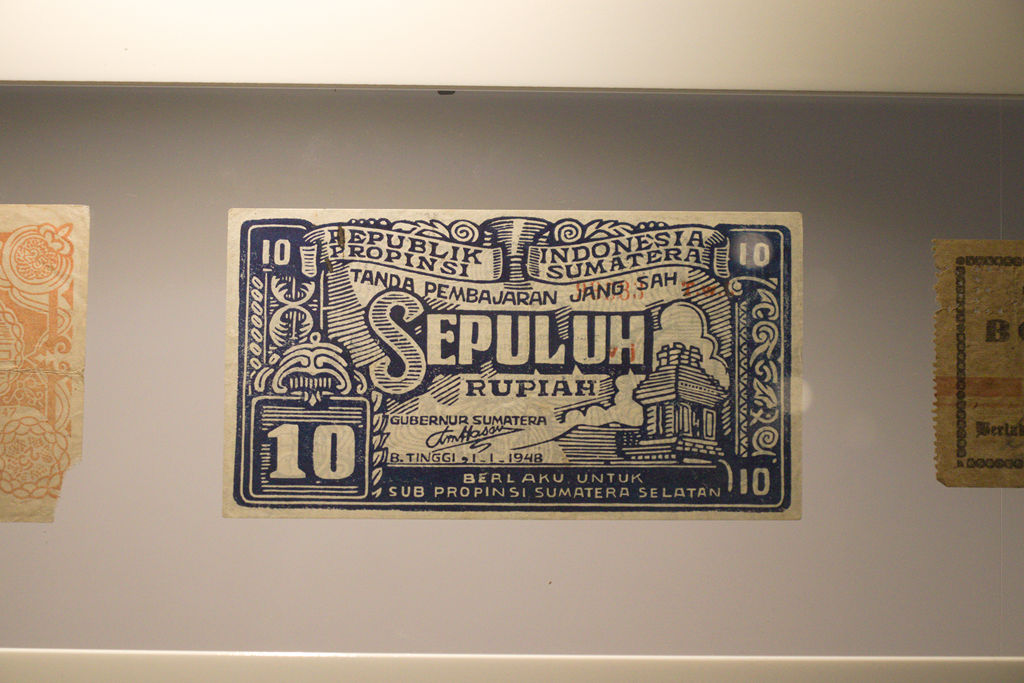 10
REPUBLIK INDONESIA
PROPINSI SUMATERA
10
TANDA PEMBAJARAN JANG SAH
SEPULUH
RUPIAH
GUBERNUR SUMATERA
B. TINGGI, 1.1.1948
10
BERLAKU UNTUK
SUB PROPINSI SUMATERA SELATAN
10